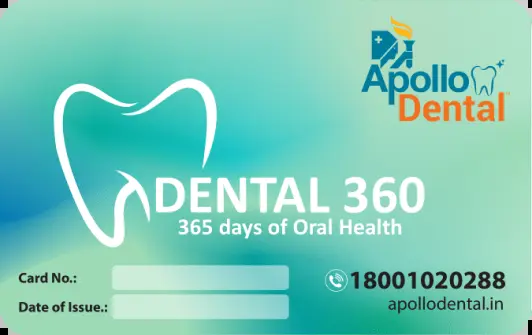 Apollo
Dental
DENTAL 360
365 days of Oral Health
Card No.:
18001020288
Date of Issue.:
apollodental.in